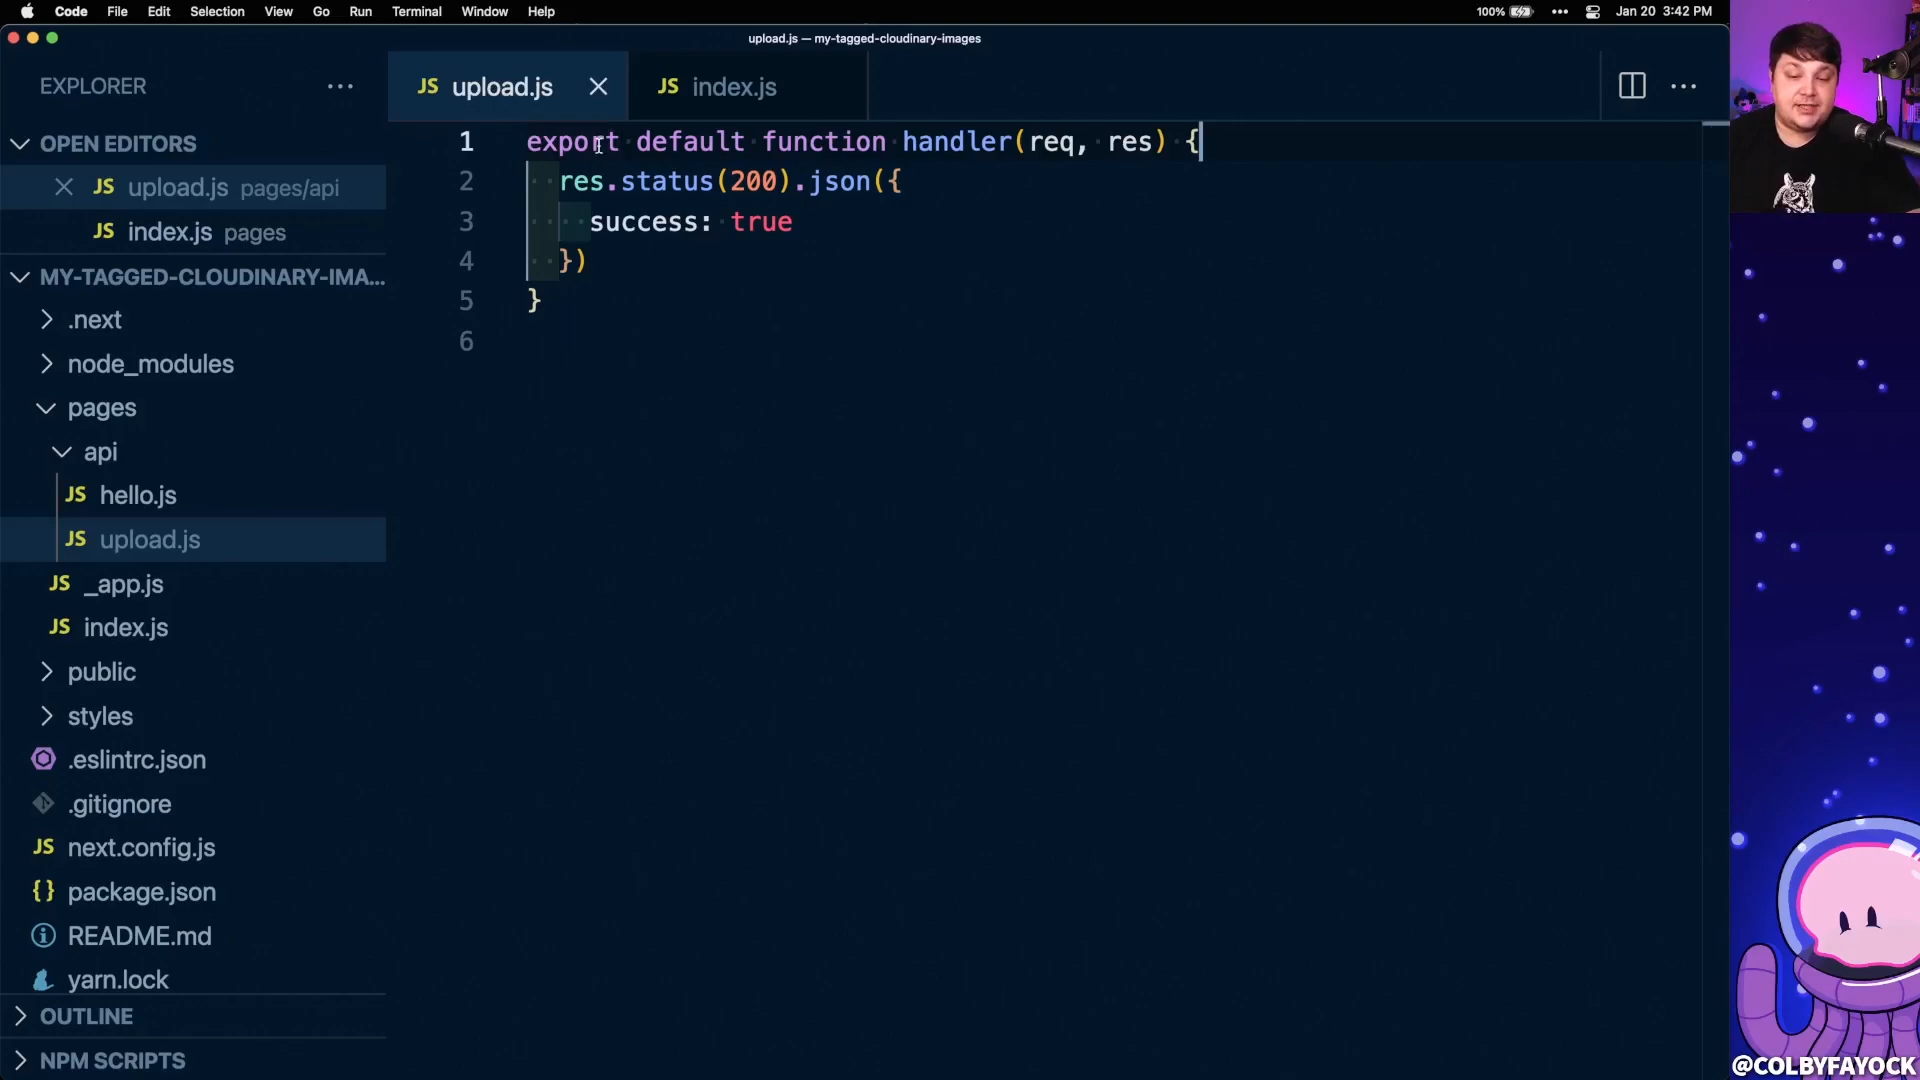 Code File Edit Selection View Go Run Terminal Window Help 100% Jan 20 3:42 PM
upload.js — my-tagged-cloudinary-images
EXPLORER
JS upload.js
JS index.js
OPEN EDITORS
JS upload.js pages/api
JS index.js pages
MY-TAGGED-CLOUDINARY-IMA...
.next
node_modules
pages
api
JS hello.js
JS upload.js
JS _app.js
JS index.js
public
styles
.eslintrc.json
.gitignore
JS next.config.js
{} package.json
README.md
yarn.lock
OUTLINE
NPM SCRIPTS
1 export default function handler(req, res) {
2 res.status(200).json({
3 success: true
4 })
5 }
6
@COLBYFAYOCK